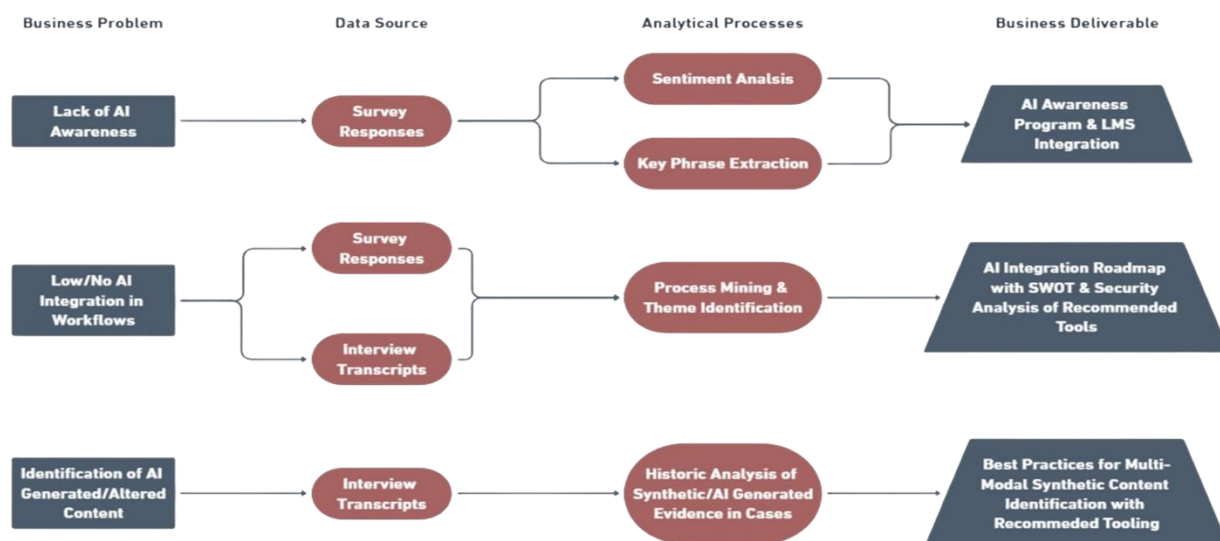 Business Problem
Data Source
Analytical Processes
Business Deliverable
Lack of AI
Awareness
Survey
Responses
Sentiment Analsis
Key Phrase Extraction
AI Awareness
Program & LMS
Integration
Low/No AI
Integration in
Workflows
Survey
Responses
Interview
Transcripts
Process Mining &
Theme Identification
AI Integration Roadmap
with SWOT & Security
Analysis of Recommended
Tools
Identification of AI
Generated/Altered
Content
Interview
Transcripts
Historic Analysis of
Synthetic/AI Generated
Evidence in Cases
Best Practices for Multi-
Modal Synthetic Content
Identification with
Recommeded Tooling